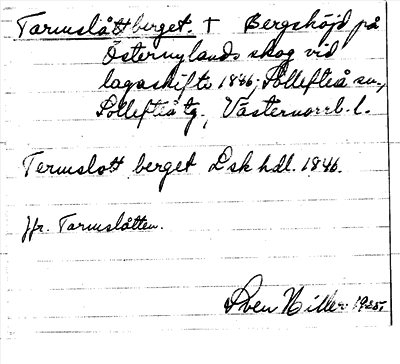 Tarmslåttberget. † Bergshöjd på
Östernylands skog vid
lagaskifte 1846; Sollefteå sn.,
Sollefteå tg., Västernorrl. l.
Termslott berget Lsk hdl. 1846.
Jfr. Tarmslåtten.
Sven Hiller 1925.